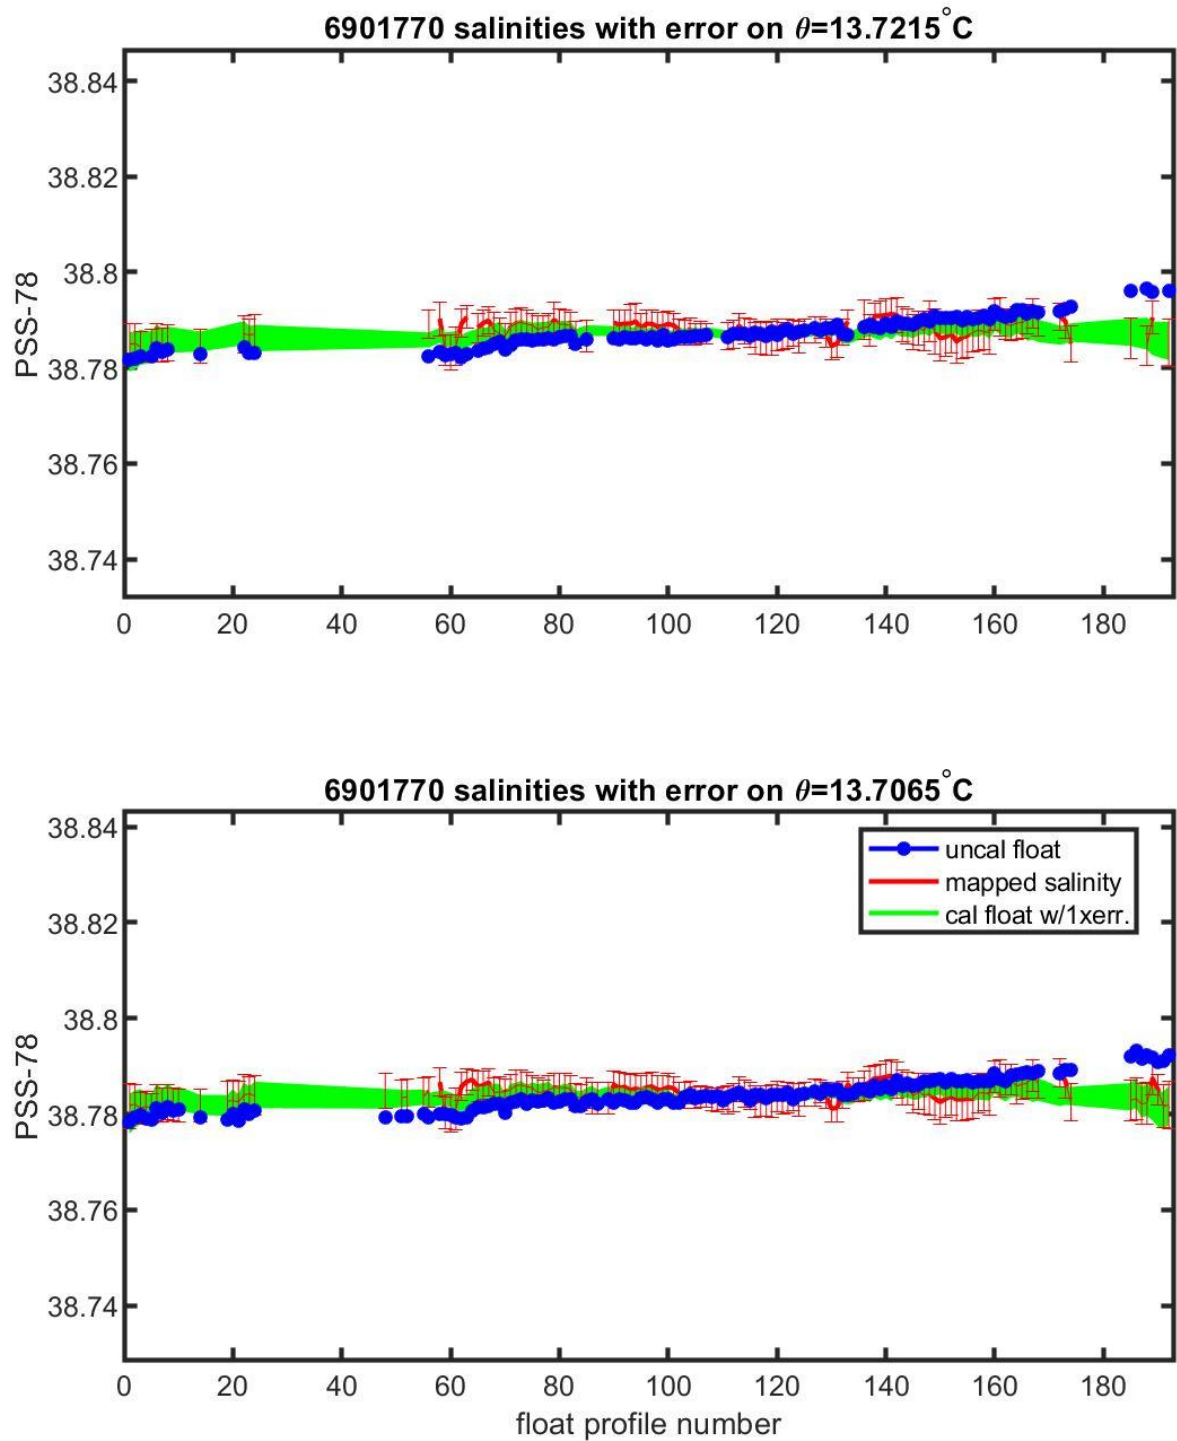 6901770 salinities with error on θ=13.7215°C
PSS-78
38.84
38.82
38.8
38.78
38.76
38.74
0 20 40 60 80 100 120 140 160 180
6901770 salinities with error on θ=13.7065°C
PSS-78
38.84
38.82
38.8
38.78
38.76
38.74
uncal float
mapped salinity
cal float w/1xerr.
0 20 40 60 80 100 120 140 160 180
float profile number